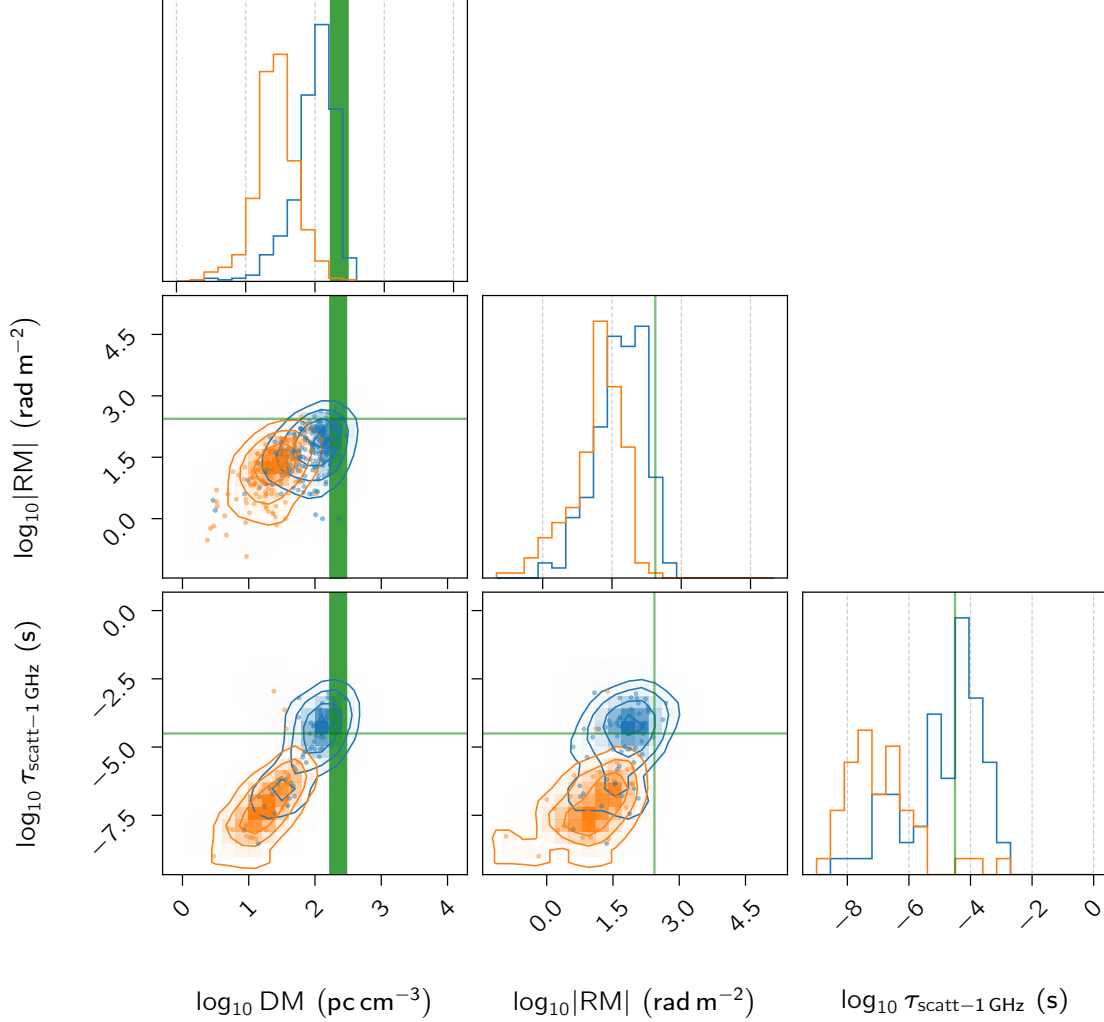 log₁₀|RM| (rad m⁻²)
4.5
3.0
1.5
0.0
log₁₀ τscatt−1 GHz (s)
0.0
−2.5
−5.0
−7.5
0 1 2 3 4
0.0 1.5 3.0 4.5
−8 −6 −4 −2 0
log₁₀ DM (pc cm⁻³)
log₁₀|RM| (rad m⁻²)
log₁₀ τscatt−1 GHz (s)